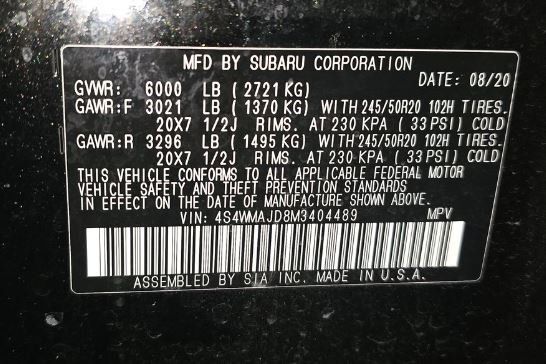 MFD BY SUBARU CORPORATION
DATE: 08/20
GVWR: 6000 LB ( 2721 KG)
GAWR:F 3021 LB ( 1370 KG) WITH 245/50R20 102H TIRES.
20X7 1/2J RIMS. AT 230 KPA ( 33 PSI) COLD
GAWR:R 3296 LB ( 1495 KG) WITH 245/50R20 102H TIRES.
20X7 1/2J RIMS. AT 230 KPA ( 33 PSI) COLD
THIS VEHICLE CONFORMS TO ALL APPLICABLE FEDERAL MOTOR
VEHICLE SAFETY AND THEFT PREVENTION STANDARDS
IN EFFECT ON THE DATE OF MANUFACTURE SHOWN ABOVE.
VIN: 4S4WMAJD8M3404489 MPV
ASSEMBLED BY SIA INC. MADE IN U.S.A.